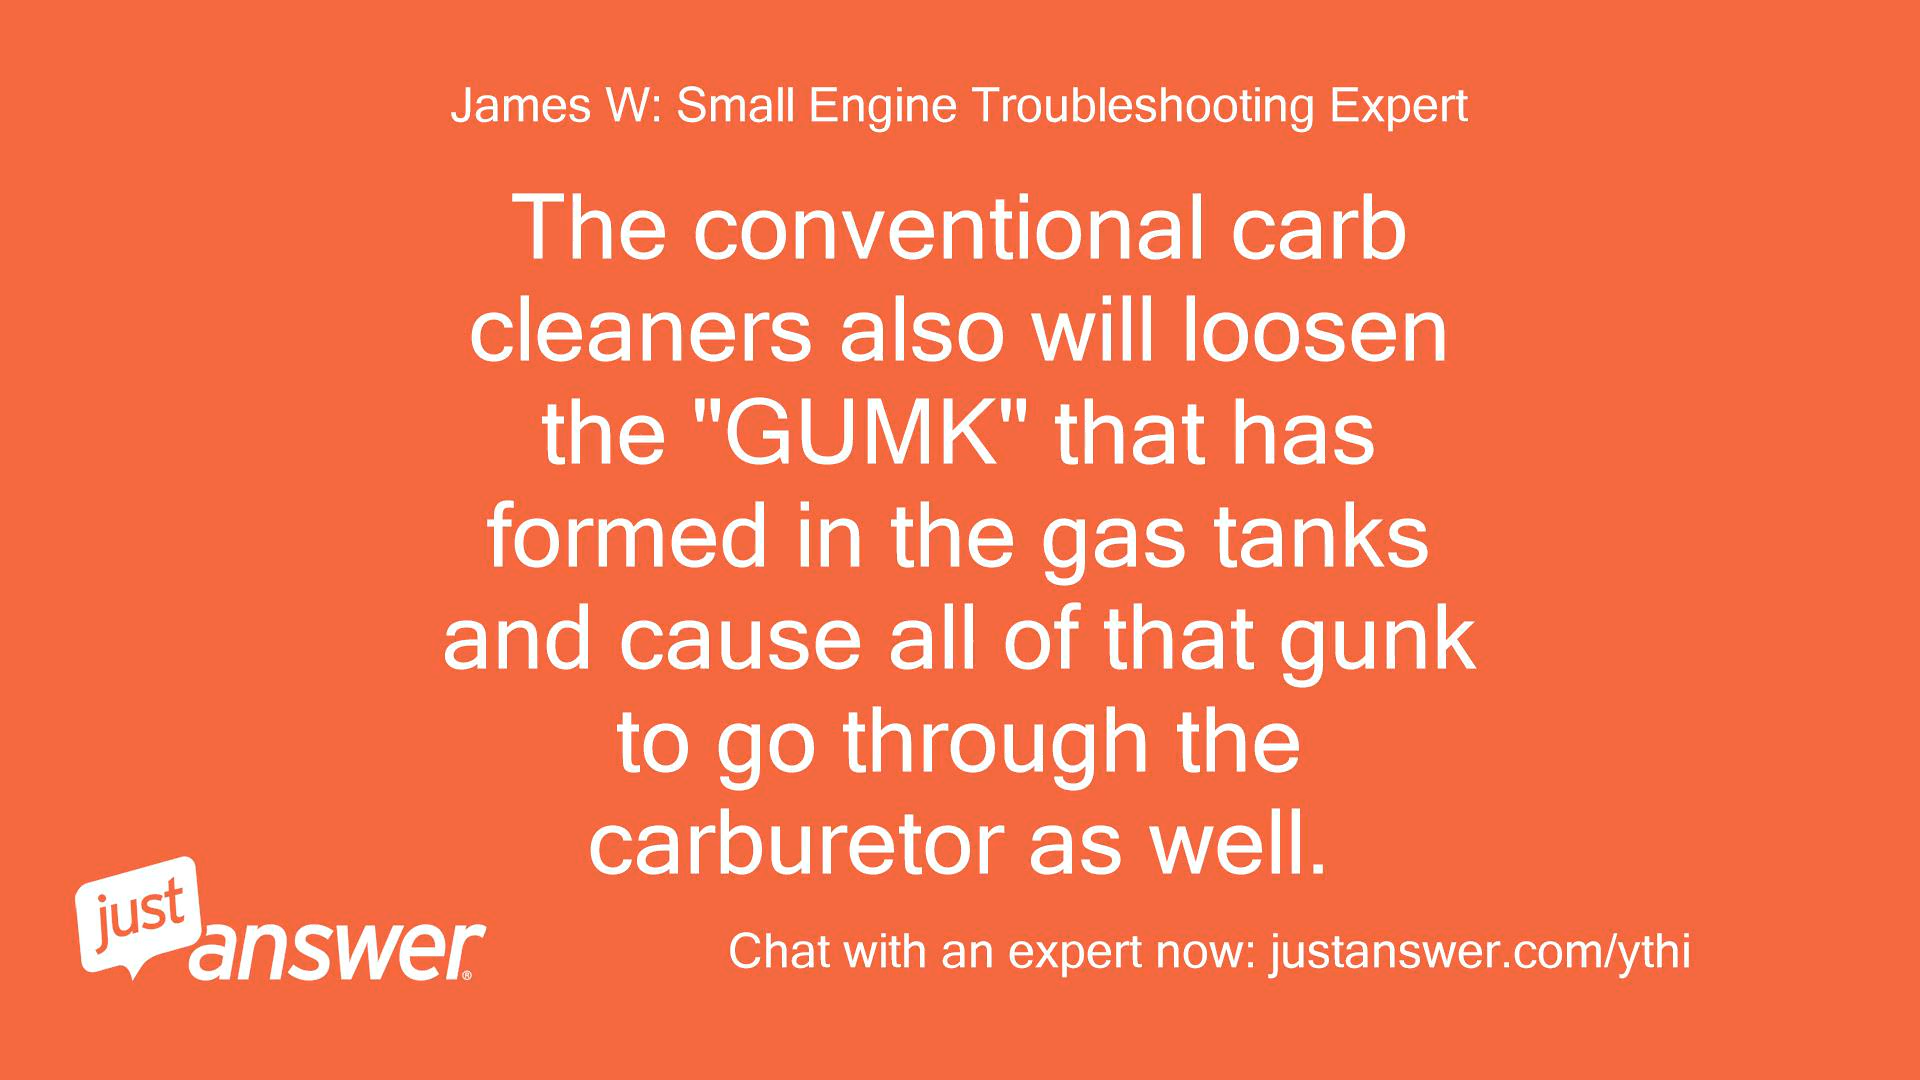 James W: Small Engine Troubleshooting Expert
The conventional carb
cleaners also will loosen
the "GUMK" that has
formed in the gas tanks
and cause all of that gunk
to go through the
carburetor as well.
just
answer®
Chat with an expert now: justanswer.com/ythi